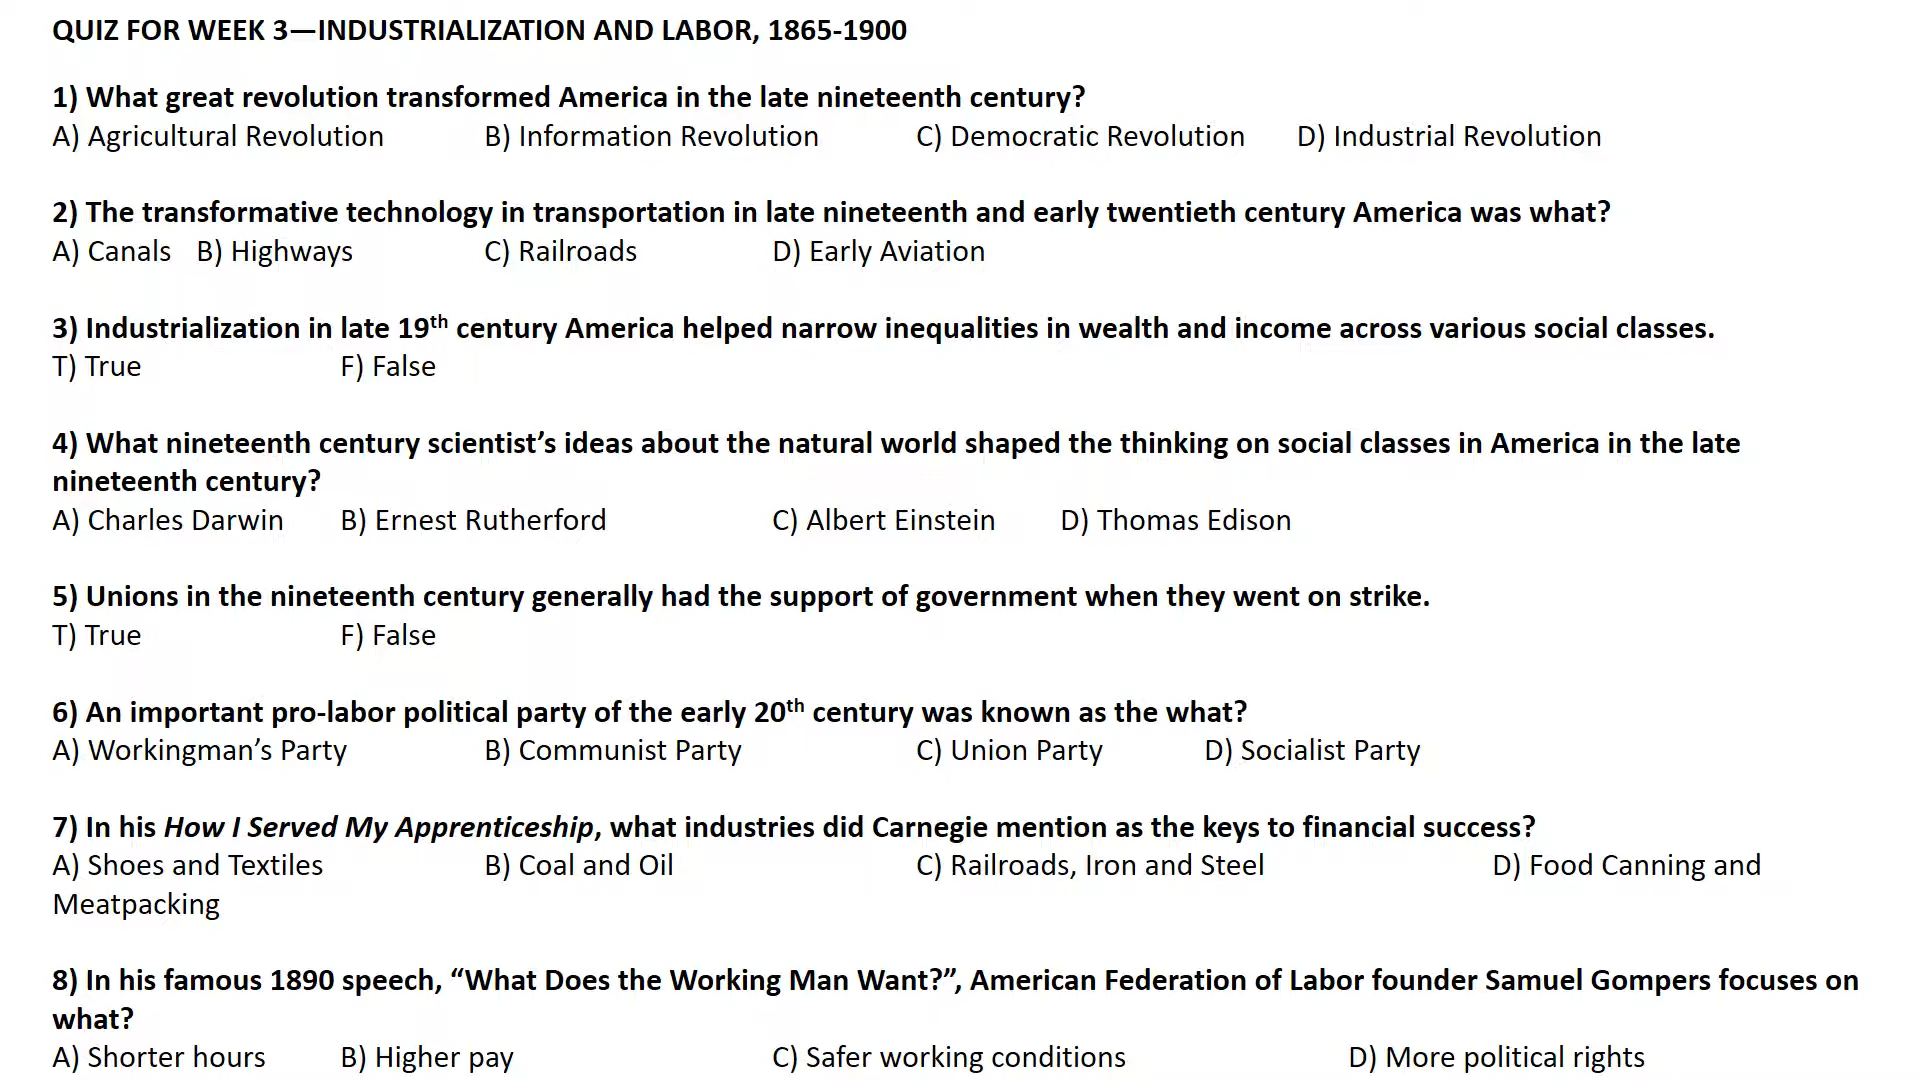 QUIZ FOR WEEK 3—INDUSTRIALIZATION AND LABOR, 1865-1900
1) What great revolution transformed America in the late nineteenth century?
A) Agricultural Revolution B) Information Revolution C) Democratic Revolution D) Industrial Revolution
2) The transformative technology in transportation in late nineteenth and early twentieth century America was what?
A) Canals B) Highways C) Railroads D) Early Aviation
3) Industrialization in late 19th century America helped narrow inequalities in wealth and income across various social classes.
T) True F) False
4) What nineteenth century scientist’s ideas about the natural world shaped the thinking on social classes in America in the late
nineteenth century?
A) Charles Darwin B) Ernest Rutherford C) Albert Einstein D) Thomas Edison
5) Unions in the nineteenth century generally had the support of government when they went on strike.
T) True F) False
6) An important pro-labor political party of the early 20th century was known as the what?
A) Workingman’s Party B) Communist Party C) Union Party D) Socialist Party
7) In his How I Served My Apprenticeship, what industries did Carnegie mention as the keys to financial success?
A) Shoes and Textiles B) Coal and Oil C) Railroads, Iron and Steel D) Food Canning and
Meatpacking
8) In his famous 1890 speech, “What Does the Working Man Want?”, American Federation of Labor founder Samuel Gompers focuses on
what?
A) Shorter hours B) Higher pay C) Safer working conditions D) More political rights